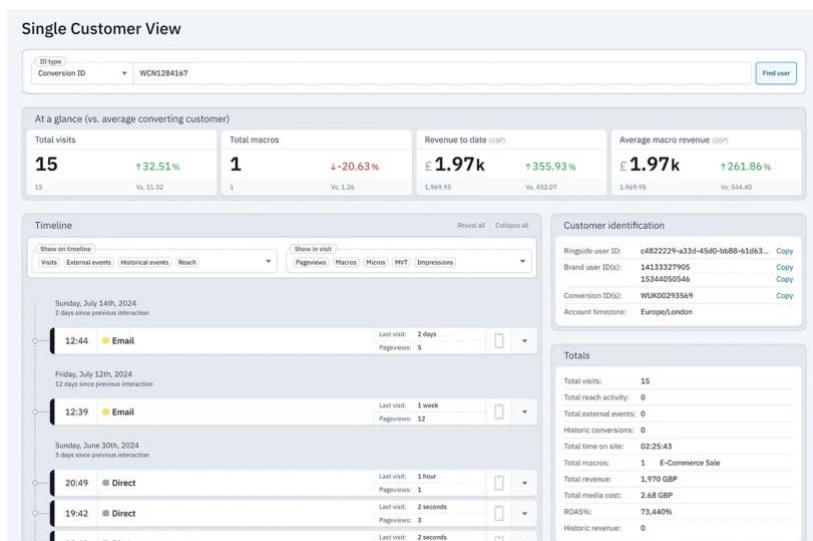 Single Customer View
ID type
Conversion ID WCN1284167 Find user
At a glance (vs. average converting customer)
Total visits
15 ↑32.51%
15 Vs. 11.32
Total macros
1 ↓-20.63%
1 Vs. 1.26
Revenue to date (GBP)
£1.97k ↑355.93%
1,969.95 Vs. 432.07
Average macro revenue (GBP)
£1.97k ↑261.86%
1,969.95 Vs. 544.40
Timeline Reveal all Collapse all
Show on timeline
Visits External events Historical events Reach
Show in visit
Pageviews Macros Micros MVT Impressions
Sunday, July 14th, 2024
2 days since previous interaction
12:44 Email
Last visit: 2 days
Pageviews: 5
Friday, July 12th, 2024
12 days since previous interaction
12:39 Email
Last visit: 1 week
Pageviews: 12
Sunday, June 30th, 2024
3 days since previous interaction
20:49 Direct
Last visit: 1 hour
Pageviews: 1
19:42 Direct
Last visit: 2 seconds
Pageviews: 3
Last visit: 2 seconds
Customer identification
Ringside user ID: c4822229-a33d-45d0-bb88-61d63... Copy
Brand user ID(s): 14133327905 Copy
15344050546 Copy
Conversion ID(s): WUK00293569 Copy
Account timezone: Europe/London
Totals
Total visits: 15
Total reach activity: 0
Total external events: 0
Historic conversions: 0
Total time on site: 02:25:43
Total macros: 1 E-Commerce Sale
Total revenue: 1,970 GBP
Total media cost: 2.68 GBP
ROAS%: 73,440%
Historic revenue: 0